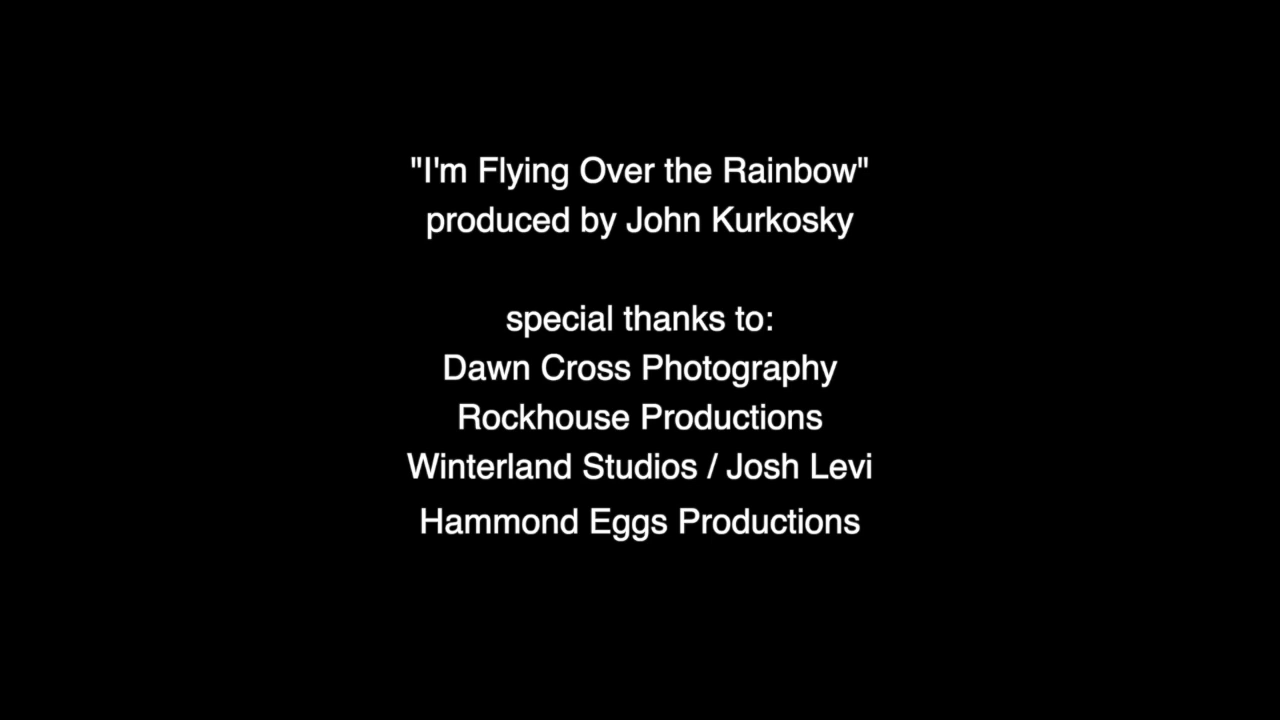 "I'm Flying Over the Rainbow"
produced by John Kurkosky
special thanks to:
Dawn Cross Photography
Rockhouse Productions
Winterland Studios / Josh Levi
Hammond Eggs Productions